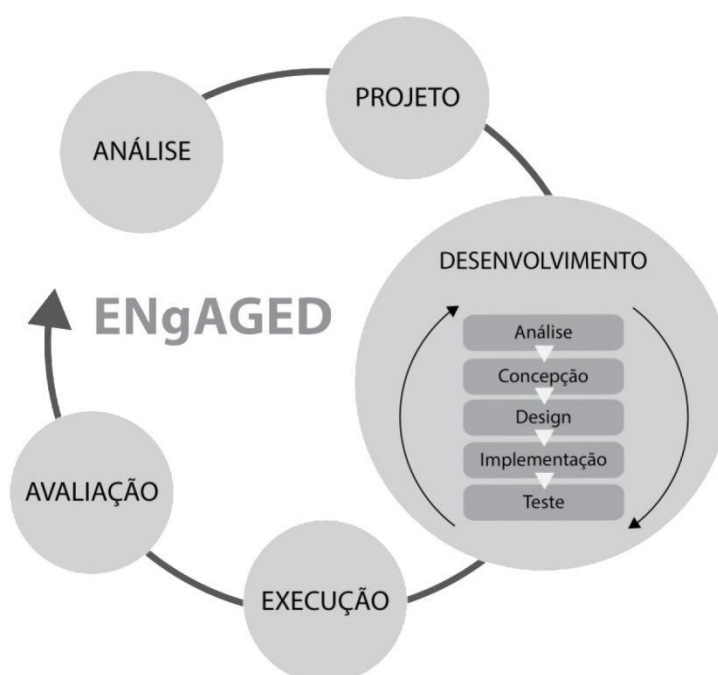 ANÁLISE
PROJETO
DESENVOLVIMENTO
Análise
Concepção
Design
Implementação
Teste
EXECUÇÃO
AVALIAÇÃO
ENgAGED